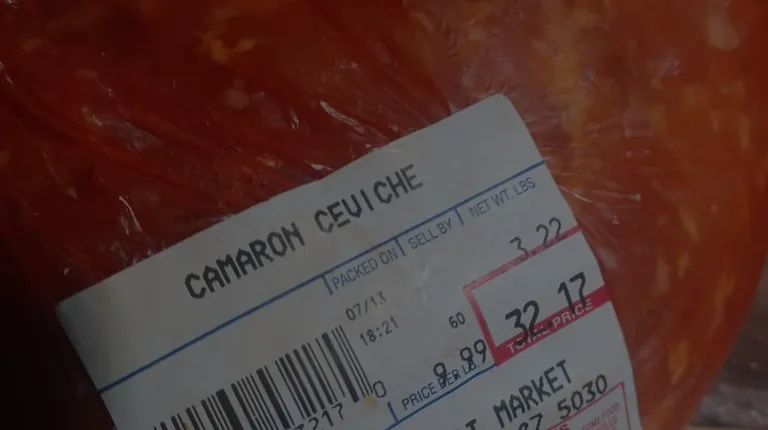 CAMARON CEVICHE
PACKED ON SELL BY NET WT. LBS
3.22
07/13
18:21
60
9.99
32.17
PRICE PER LB
TOTAL PRICE
MARKET
5030